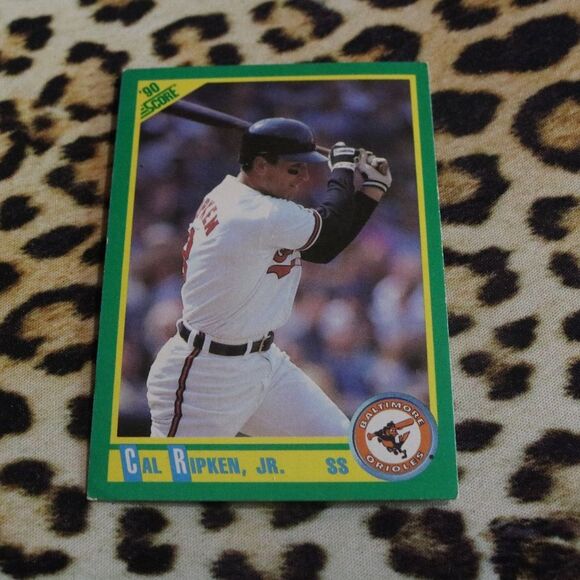 '90
SCORE
BALTIMORE
ORIOLES
CAL RIPKEN, JR. SS